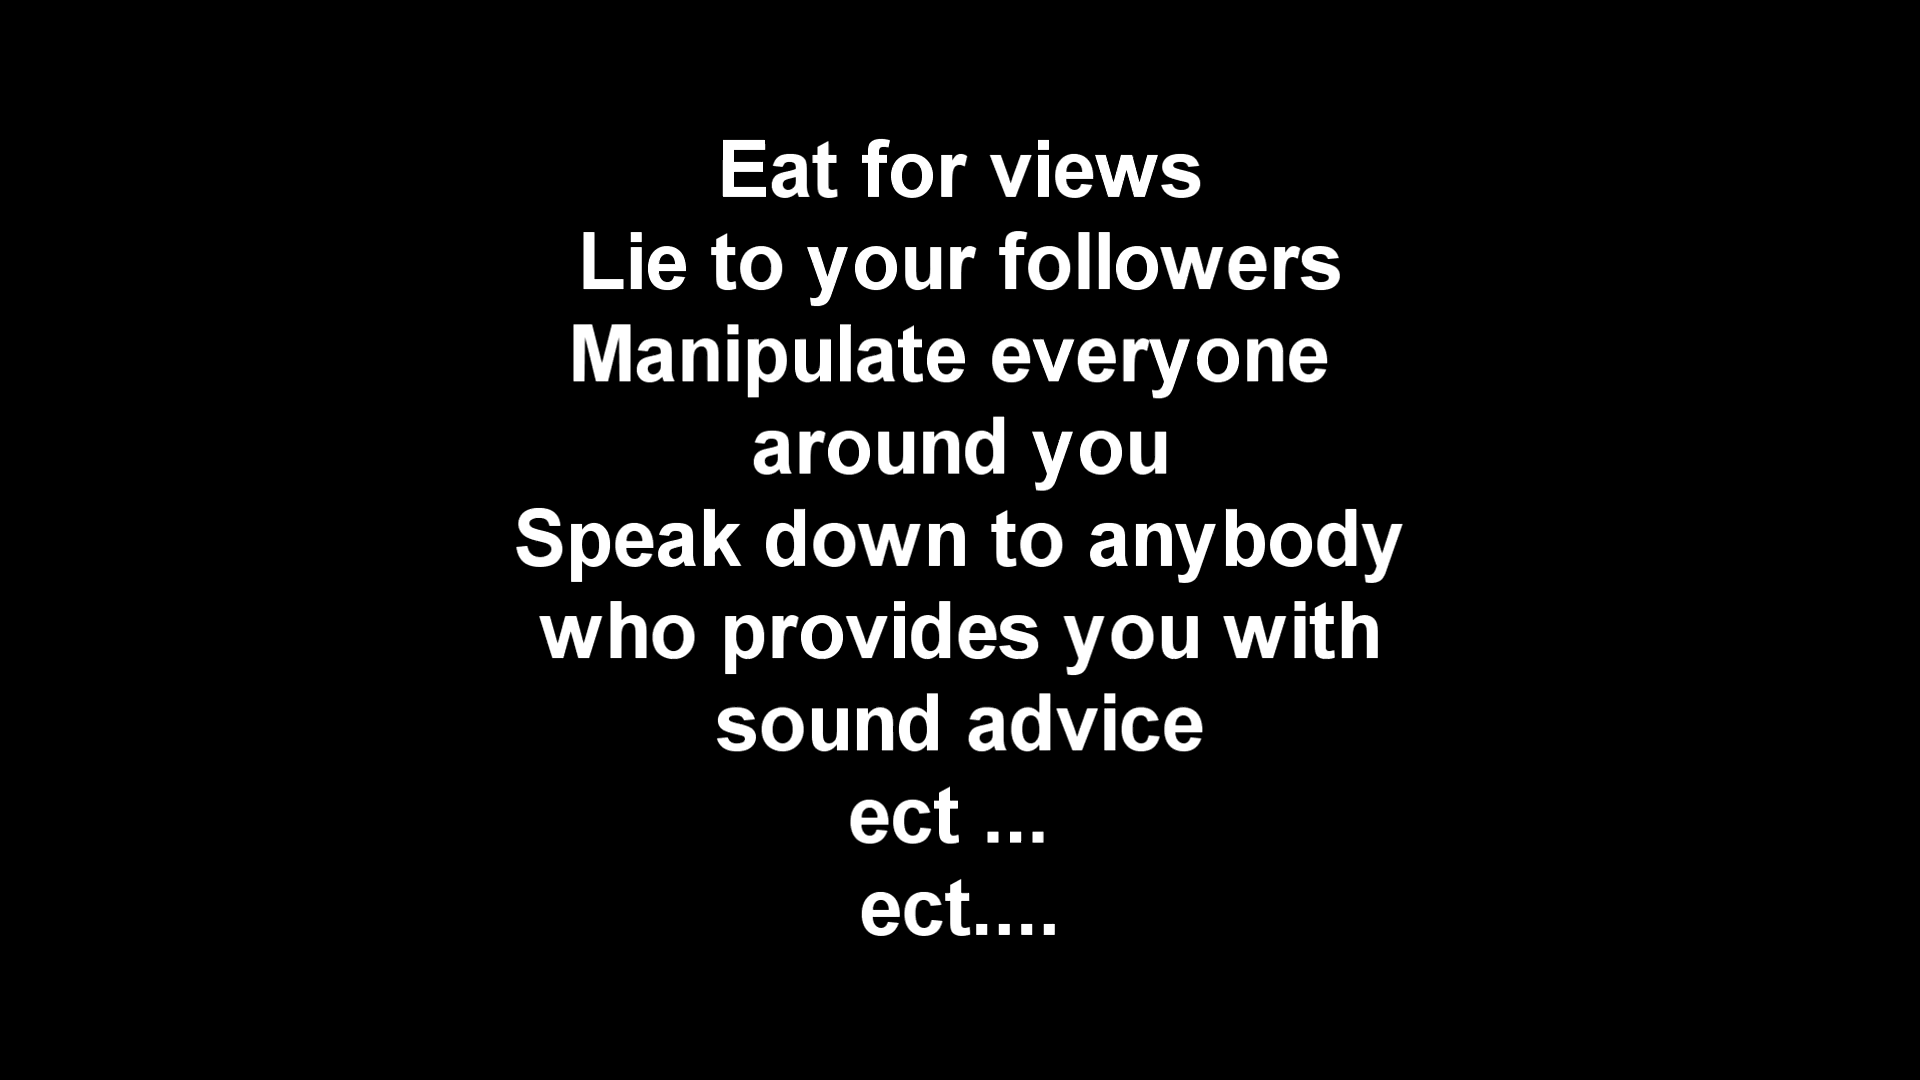 Eat for views
Lie to your followers
Manipulate everyone
around you
Speak down to anybody
who provides you with
sound advice
ect ...
ect....